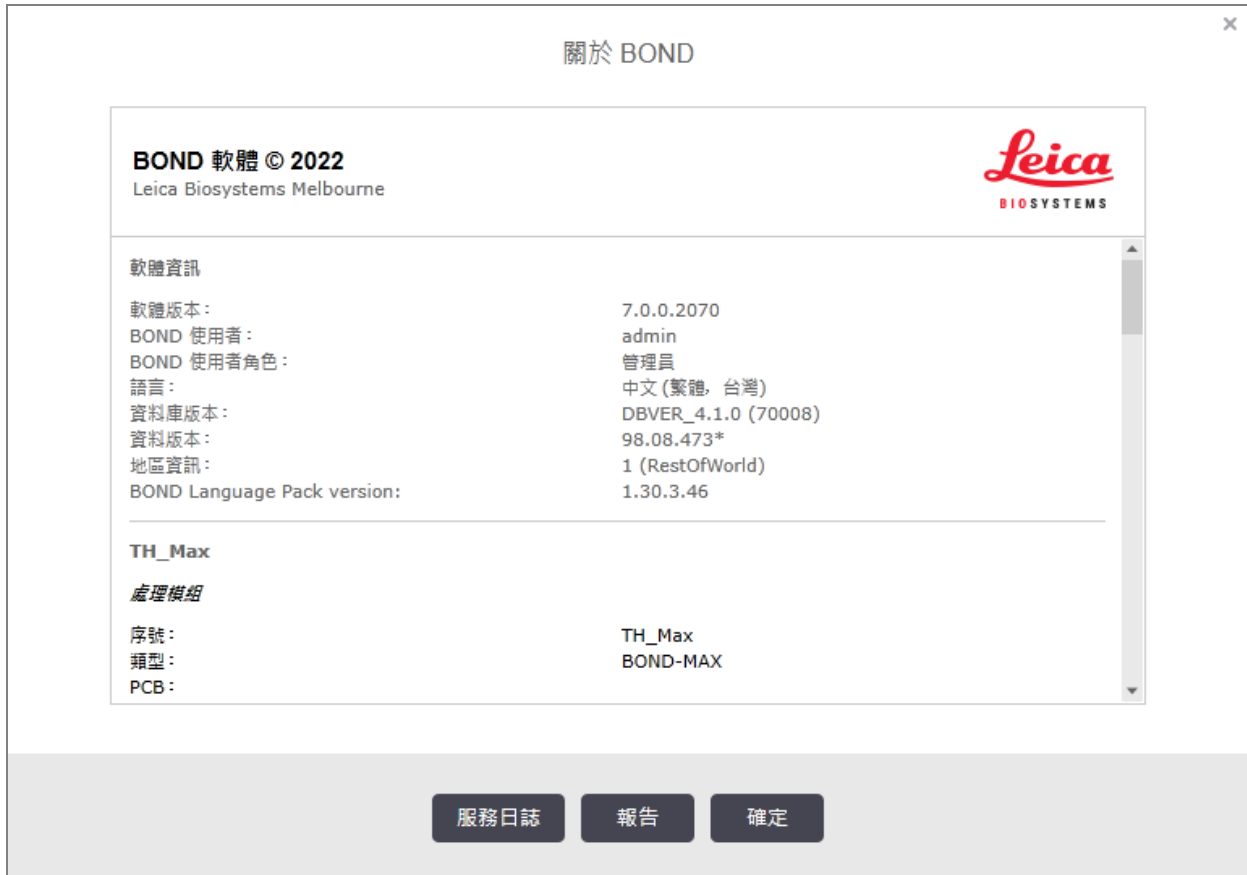 關於 BOND
BOND 軟體 © 2022
Leica Biosystems Melbourne
Leica
BIOSYSTEMS
軟體資訊
軟體版本： 7.0.0.2070
BOND 使用者： admin
BOND 使用者角色： 管理員
語言： 中文 (繁體，台灣)
資料庫版本： DBVER_4.1.0 (70008)
資料版本： 98.08.473*
地區資訊： 1 (RestOfWorld)
BOND Language Pack version: 1.30.3.46
TH_Max
處理模組
序號： TH_Max
類型： BOND-MAX
PCB：
服務日誌 報告 確定